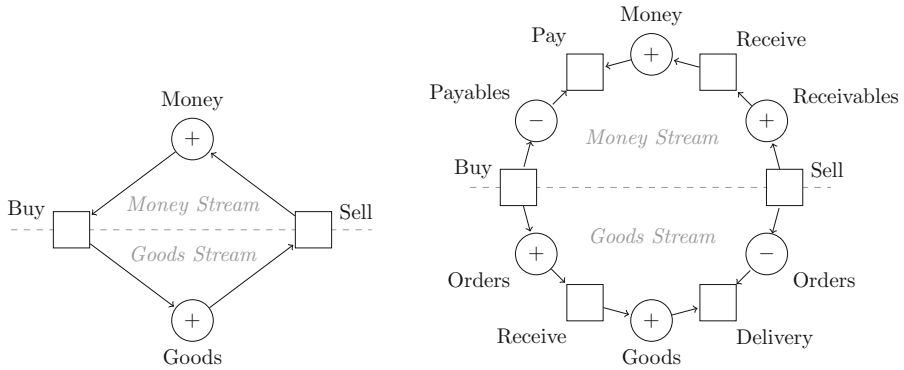 Money
+
Buy
Money Stream
Sell
Goods Stream
+
Goods
Money
Pay
+
Receive
Payables
−
+
Receivables
Money Stream
Buy
Sell
Goods Stream
+
−
Orders
Orders
Receive
+
Delivery
Goods